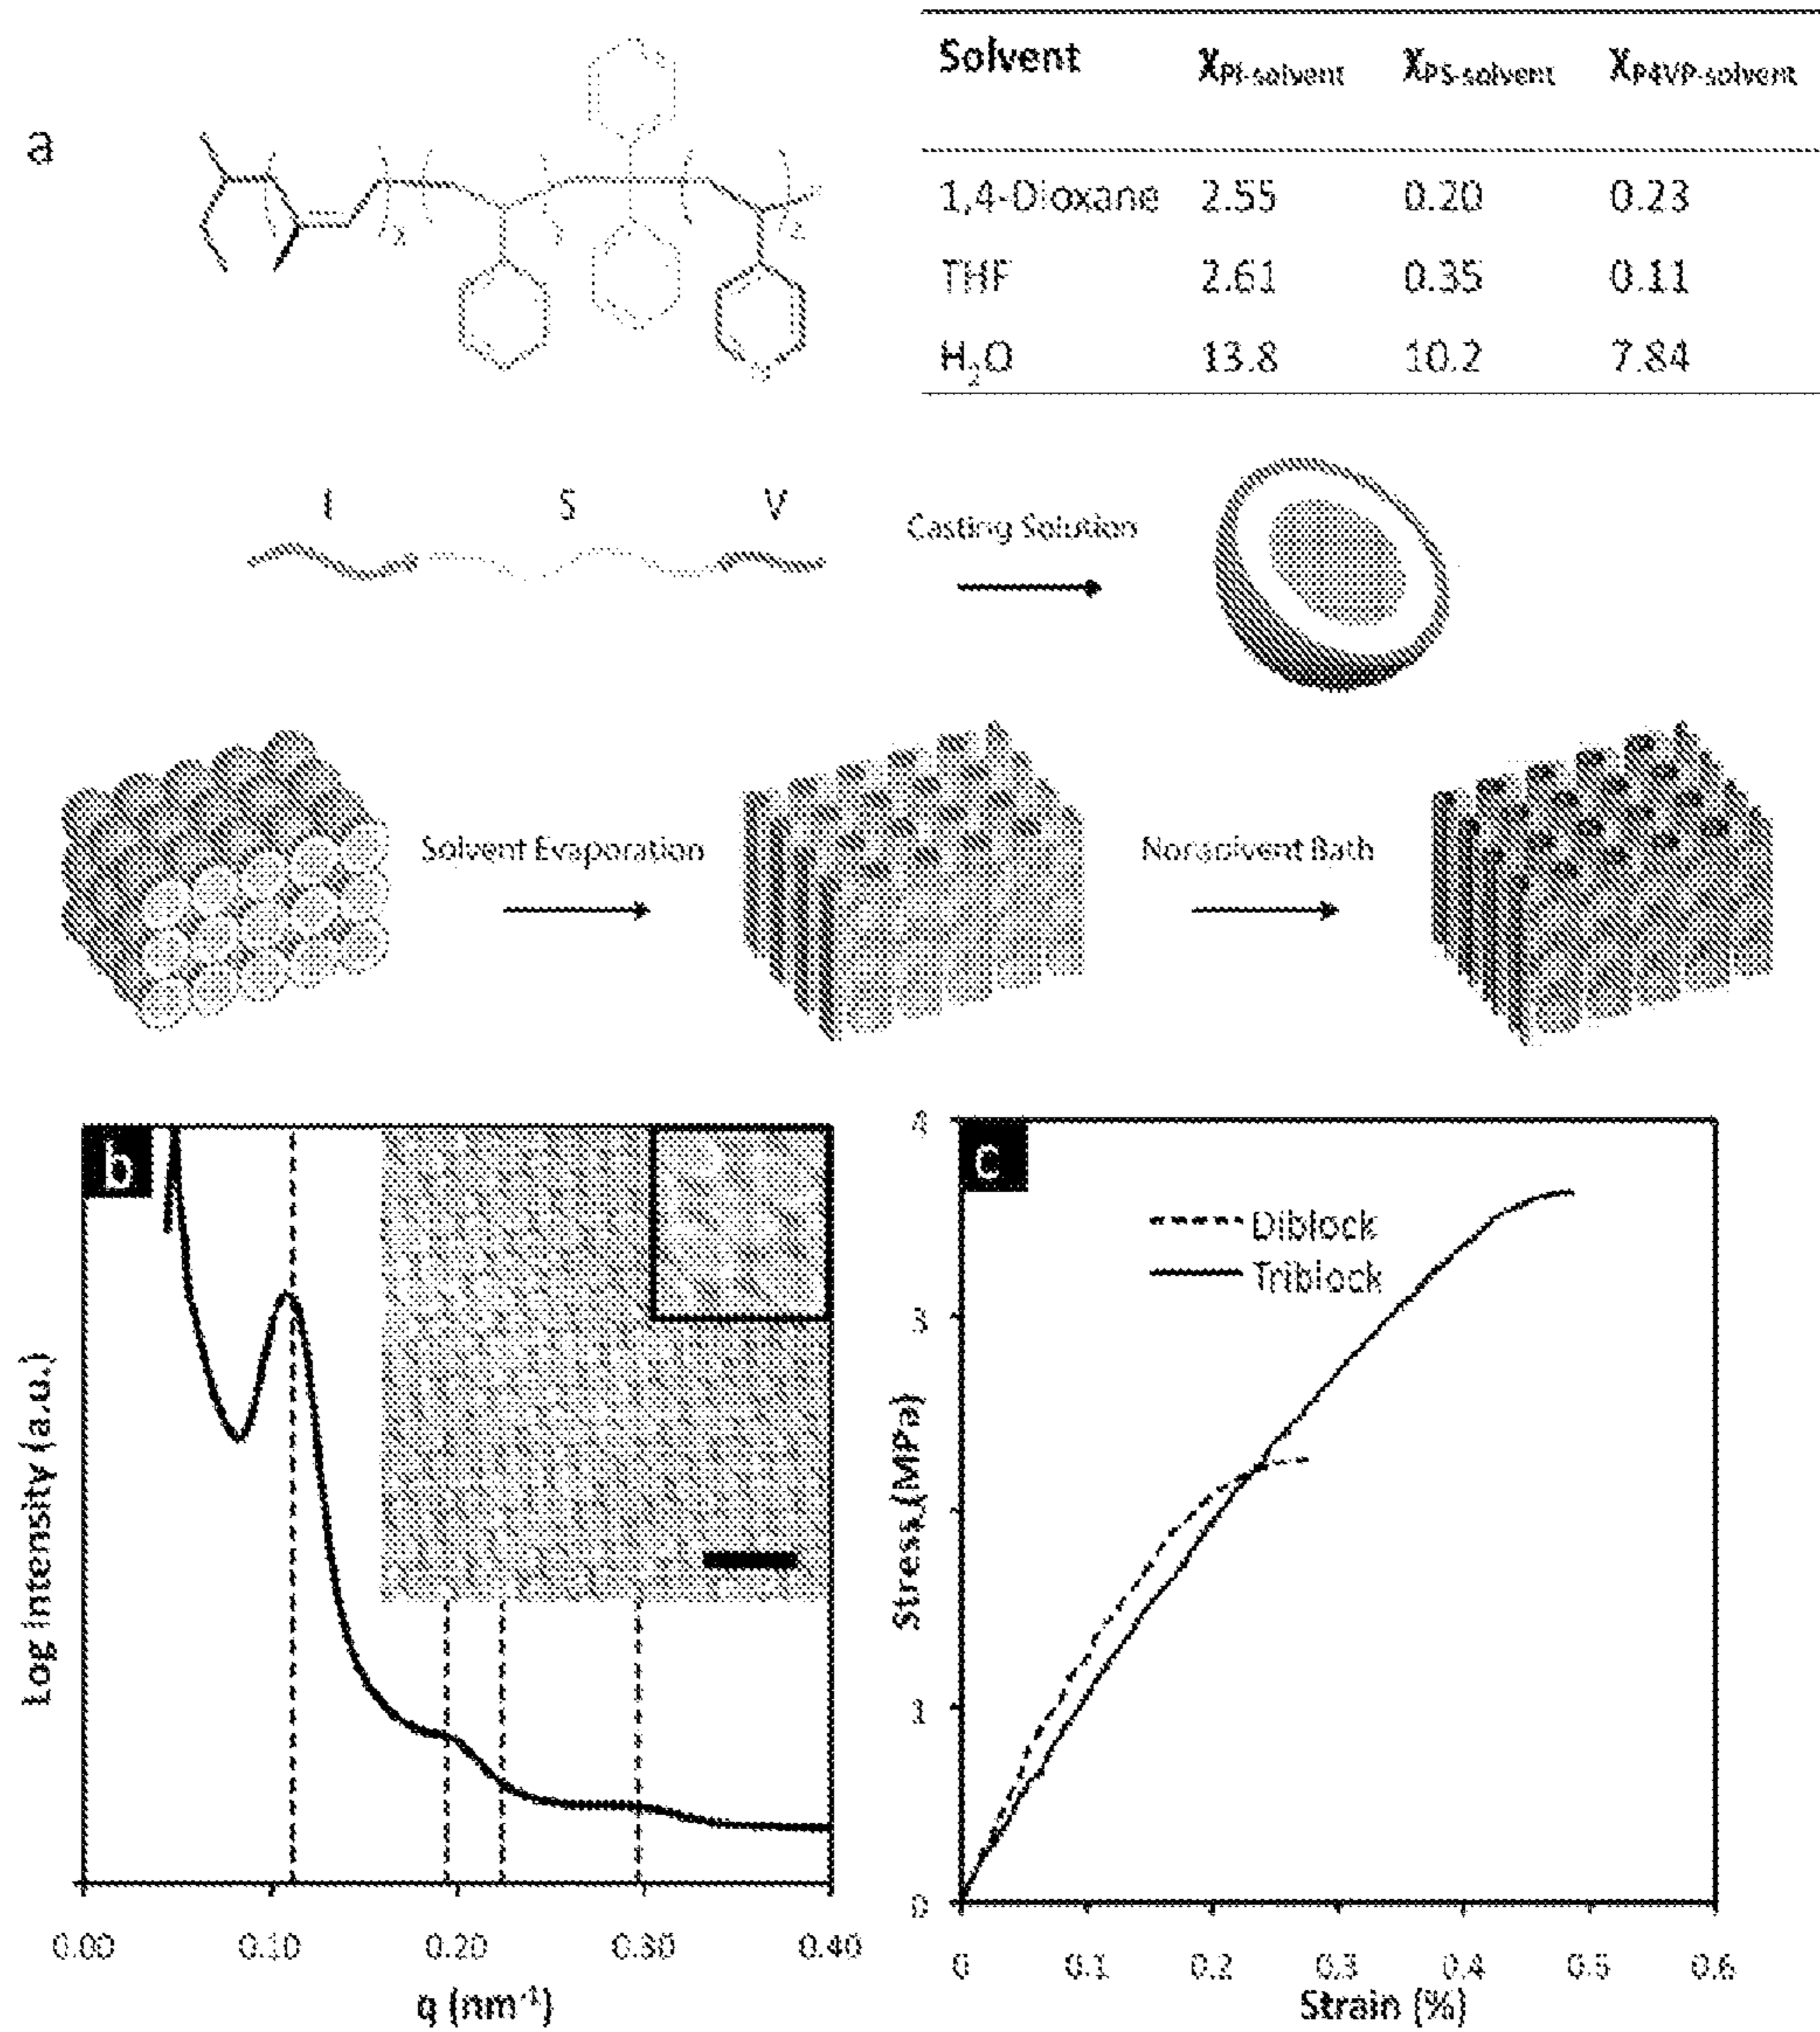 a
Solvent χPI-solvent χPS-solvent χP4VP-solvent
1,4-Dioxane 2.55 0.20 0.23
THF 2.61 0.35 0.11
H₂O 13.8 10.2 7.84
x y z
N
I S V
Casting Solution
Solvent Evaporation
Nonsolvent Bath
b
Log Intensity (a.u.)
0.00 0.10 0.20 0.30 0.40
q (nm⁻¹)
c
Diblock
Triblock
Stress (MPa)
4
3
2
1
0
0 0.1 0.2 0.3 0.4 0.5 0.6
Strain (%)